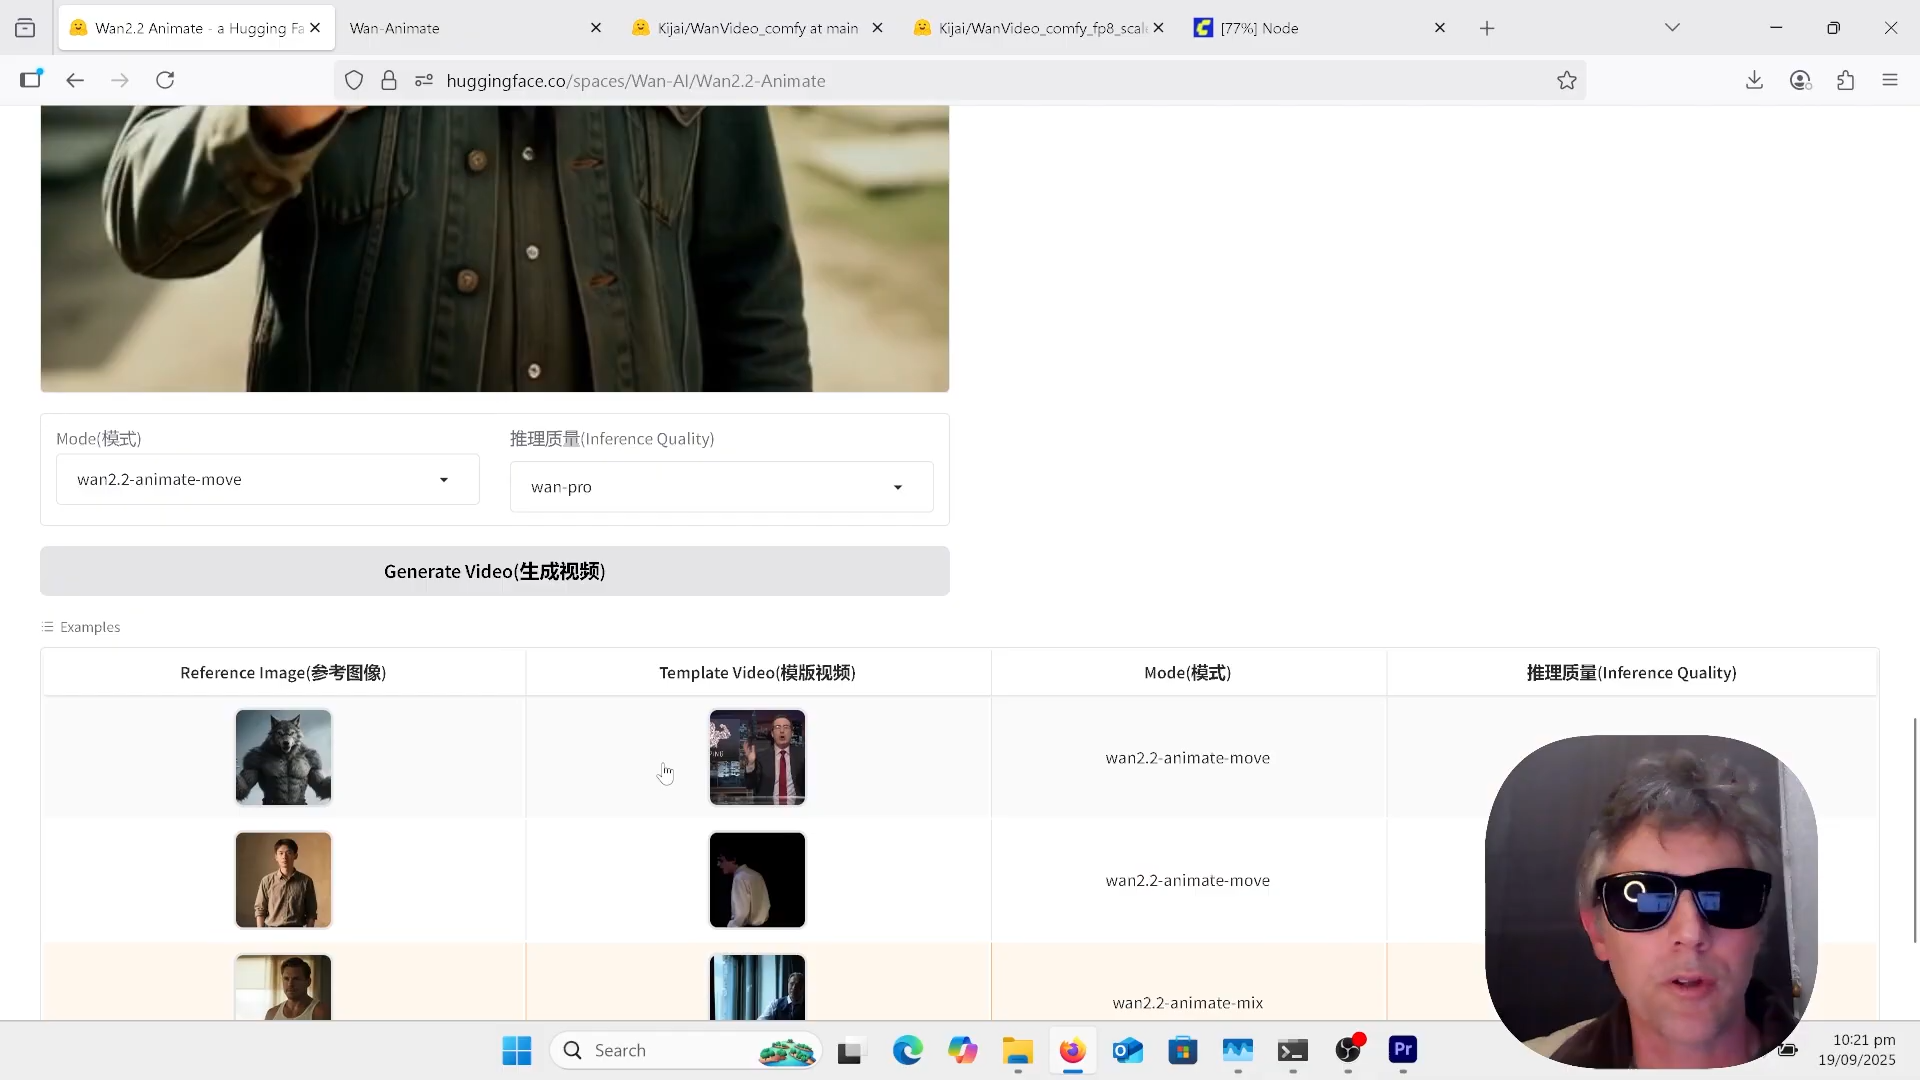 Wan2.2 Animate - a Hugging Fa
Wan-Animate
Kijai/WanVideo_comfy at main
Kijai/WanVideo_comfy_fp8_scale
[77%] Node
huggingface.co/spaces/Wan-AI/Wan2.2-Animate
Mode(模式)
推理质量(Inference Quality)
wan2.2-animate-move
wan-pro
Generate Video(生成视频)
Examples
Reference Image(参考图像)
Template Video(模版视频)
Mode(模式)
推理质量(Inference Quality)
wan2.2-animate-move
wan2.2-animate-move
wan2.2-animate-mix
Search
Pr
10:21 pm
19/09/2025